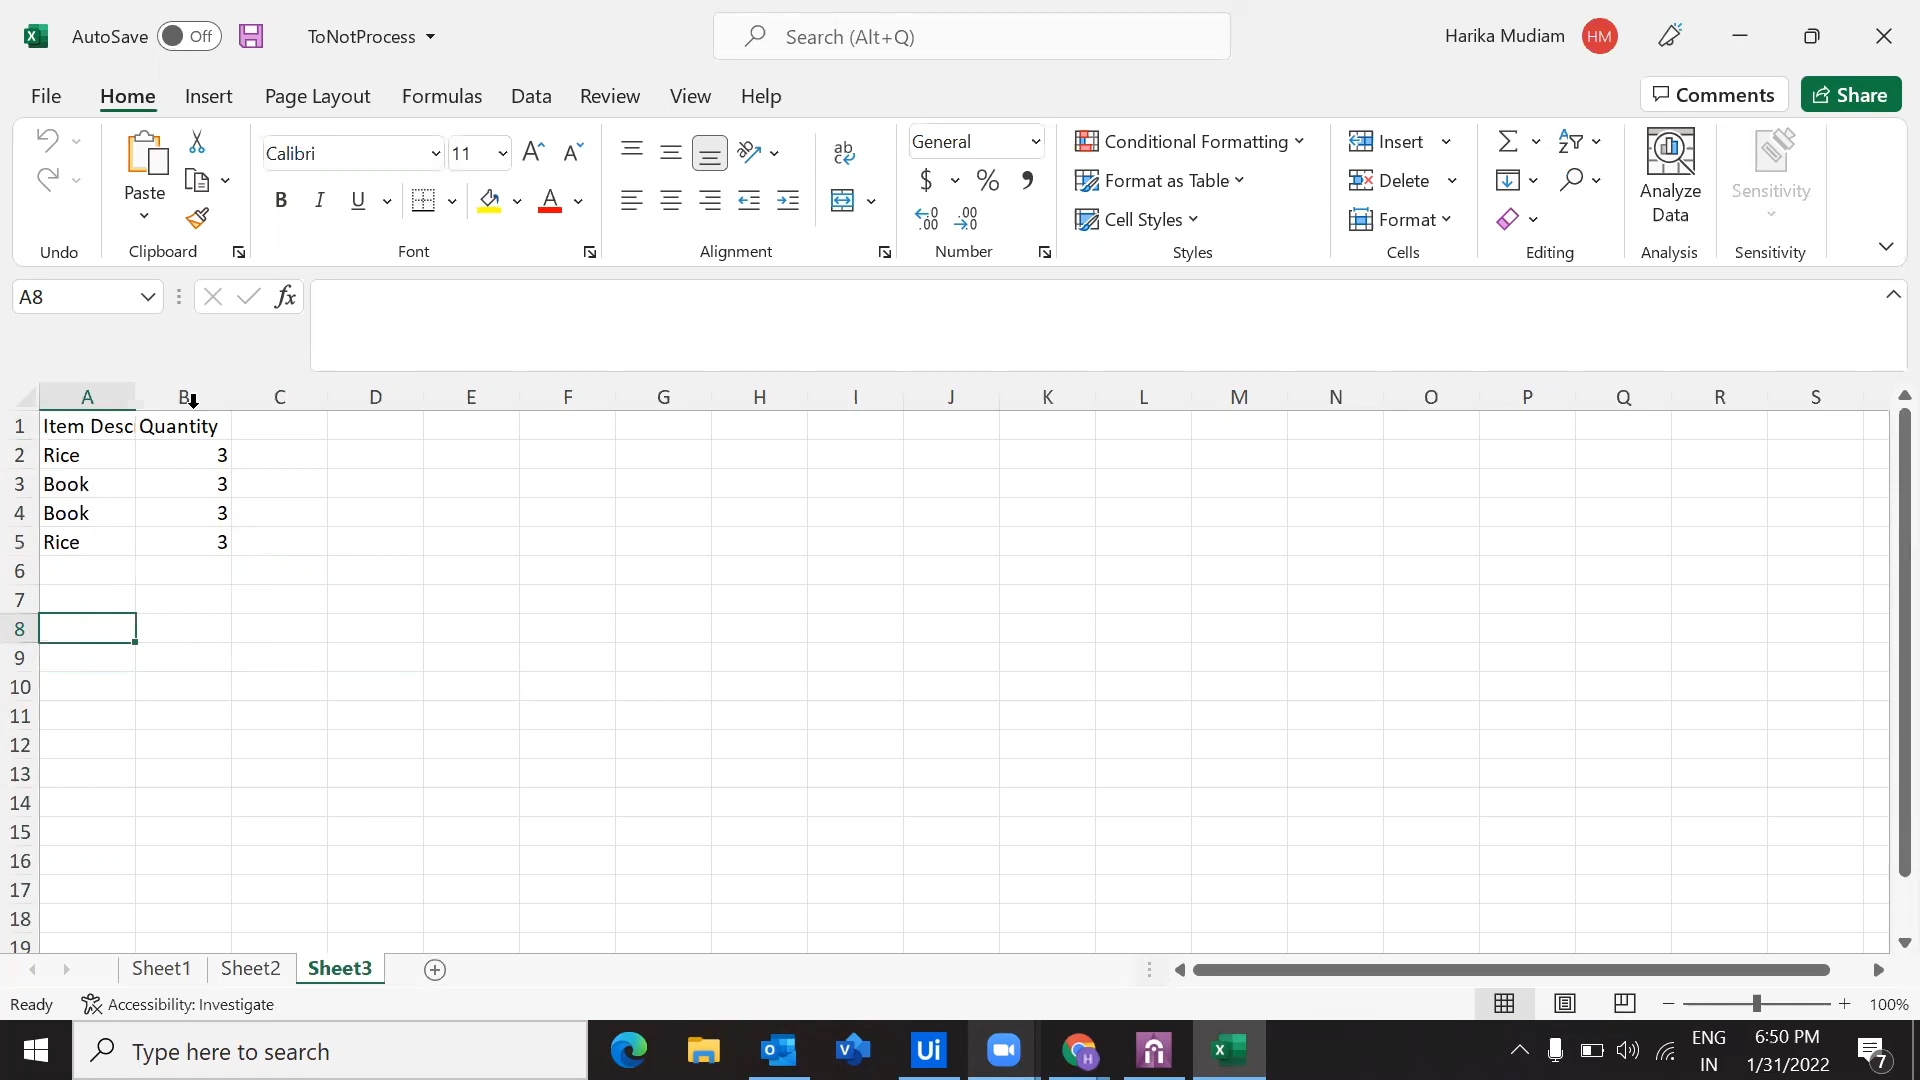 AutoSave Off ToNotProcess Search (Alt+Q) Harika Mudiam HM
File Home Insert Page Layout Formulas Data Review View Help Comments Share
Paste Calibri 11 General Conditional Formatting Insert
B I U A $ % , Format as Table Delete
Cell Styles Format
Analyze Data Sensitivity
Undo Clipboard Font Alignment Number Styles Cells Editing Analysis Sensitivity
A8 fx
A B C D E F G H I J K L M N O P Q R S
1 Item Desc Quantity
2 Rice 3
3 Book 3
4 Book 3
5 Rice 3
6
7
8
9
10
11
12
13
14
15
16
17
18
19
Sheet1 Sheet2 Sheet3
Ready Accessibility: Investigate 100%
Type here to search Ui H X ENG 6:50 PM
IN 1/31/2022 7